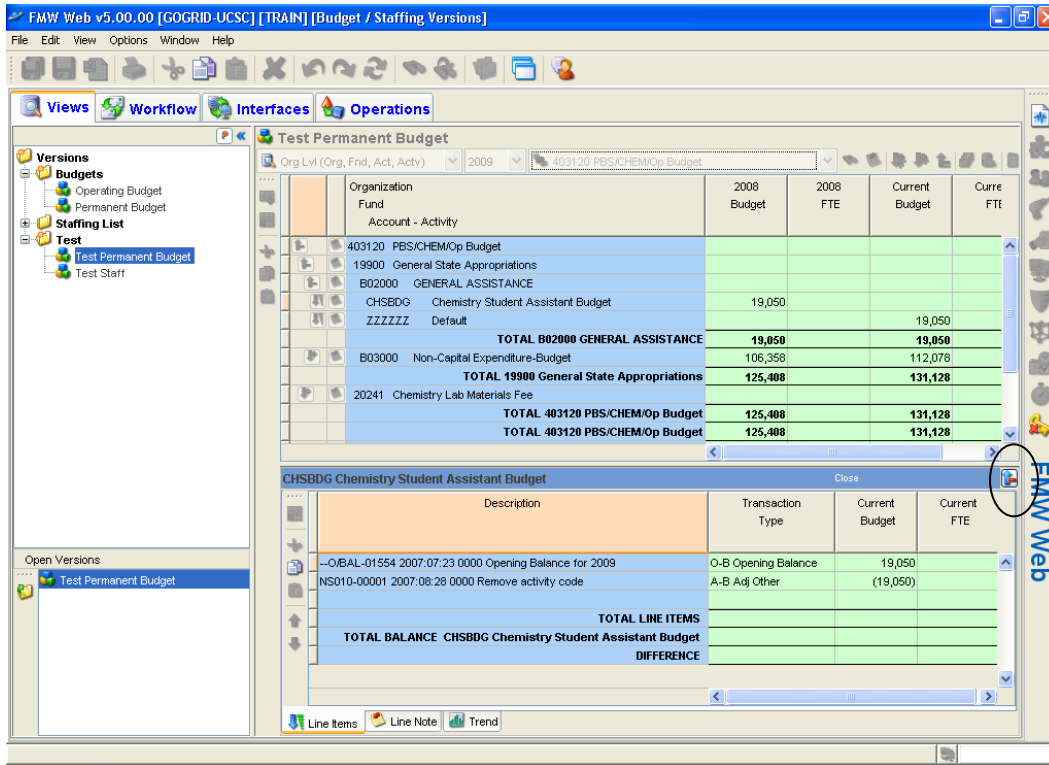 FMW Web v5.00.00 [GOGRID-UCSC] [TRAIN] [Budget / Staffing Versions]
File Edit View Options Window Help
Views Workflow Interfaces Operations
Versions
Budgets
Operating Budget
Permanent Budget
Staffing List
Test
Test Permanent Budget
Test Staff
Open Versions
Test Permanent Budget
Test Permanent Budget
Org Lvl (Org, Fnd, Act, Actv) 2009 403120 PBS/CHEM/Op Budget
Organization 2008 2008 Current Curre
Fund Budget FTE Budget FTE
Account - Activity
403120 PBS/CHEM/Op Budget
19900 General State Appropriations
B02000 GENERAL ASSISTANCE
CHSBDG Chemistry Student Assistant Budget 19,050
ZZZZZZ Default 19,050
TOTAL B02000 GENERAL ASSISTANCE 19,050 19,050
B03000 Non-Capital Expenditure-Budget 106,358 112,078
TOTAL 19900 General State Appropriations 125,408 131,128
20241 Chemistry Lab Materials Fee
TOTAL 403120 PBS/CHEM/Op Budget 125,408 131,128
TOTAL 403120 PBS/CHEM/Op Budget 125,408 131,128
CHSBDG Chemistry Student Assistant Budget Close
Description Transaction Current Current
Type Budget FTE
--O/BAL-01554 2007:07:23 0000 Opening Balance for 2009 O-B Opening Balance 19,050
NS010-00001 2007:08:28 0000 Remove activity code A-B Adj Other (19,050)
TOTAL LINE ITEMS
TOTAL BALANCE CHSBDG Chemistry Student Assistant Budget
DIFFERENCE
Line Items Line Note Trend
FMW Web